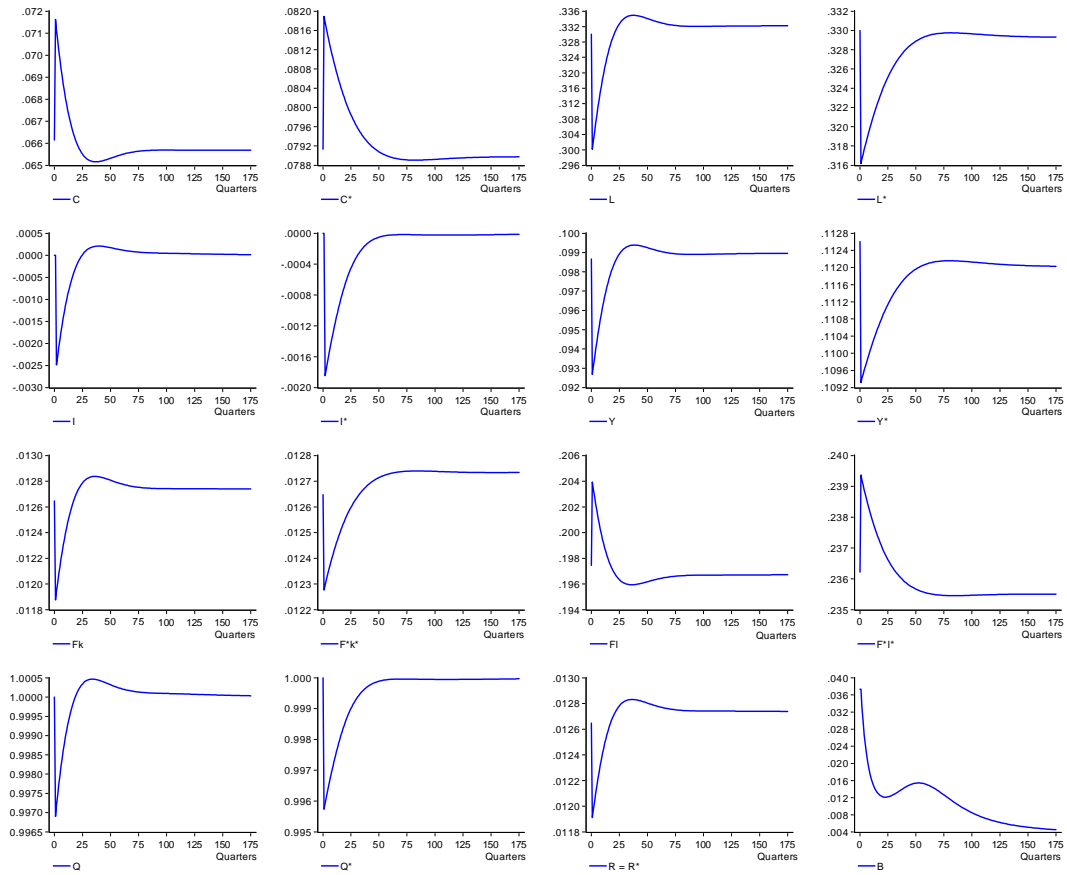 .072
.071
.070
.069
.068
.067
.066
.065
0 25 50 75 100 125 150 175
Quarters
C
.0820
.0816
.0812
.0808
.0804
.0800
.0796
.0792
.0788
0 25 50 75 100 125 150 175
Quarters
C*
.336
.332
.328
.324
.320
.316
.312
.308
.304
.300
.296
0 25 50 75 100 125 150 175
Quarters
L
.330
.328
.326
.324
.322
.320
.318
.316
0 25 50 75 100 125 150 175
Quarters
L*
.0005
.0000
-.0005
-.0010
-.0015
-.0020
-.0025
-.0030
0 25 50 75 100 125 150 175
Quarters
I
.0000
-.0004
-.0008
-.0012
-.0016
-.0020
0 25 50 75 100 125 150 175
Quarters
I*
.100
.099
.098
.097
.096
.095
.094
.093
.092
0 25 50 75 100 125 150 175
Quarters
Y
.1128
.1124
.1120
.1116
.1112
.1108
.1104
.1100
.1096
.1092
0 25 50 75 100 125 150 175
Quarters
Y*
.0130
.0128
.0126
.0124
.0122
.0120
.0118
0 25 50 75 100 125 150 175
Quarters
Fk
.0128
.0127
.0126
.0125
.0124
.0123
.0122
0 25 50 75 100 125 150 175
Quarters
F*k*
.206
.204
.202
.200
.198
.196
.194
0 25 50 75 100 125 150 175
Quarters
Fl
.240
.239
.238
.237
.236
.235
0 25 50 75 100 125 150 175
Quarters
F*l*
1.0005
1.0000
0.9995
0.9990
0.9985
0.9980
0.9975
0.9970
0.9965
0 25 50 75 100 125 150 175
Quarters
Q
1.000
0.999
0.998
0.997
0.996
0.995
0 25 50 75 100 125 150 175
Quarters
Q*
.0130
.0128
.0126
.0124
.0122
.0120
.0118
0 25 50 75 100 125 150 175
Quarters
R = R*
.040
.036
.032
.028
.024
.020
.016
.012
.008
.004
0 25 50 75 100 125 150 175
Quarters
B